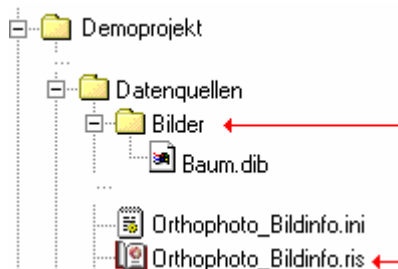 Demoprojekt
...
Datenquellen
Bilder
Baum.dib
...
Orthophoto_Bildinfo.ini
Orthophoto_Bildinfo.ris